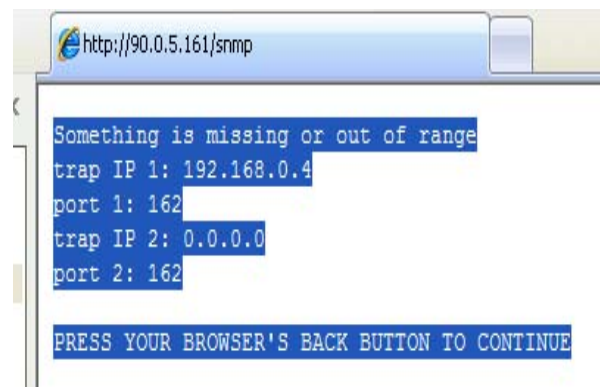 http://90.0.5.161/snmp
Something is missing or out of range
trap IP 1: 192.168.0.4
port 1: 162
trap IP 2: 0.0.0.0
port 2: 162
PRESS YOUR BROWSER'S BACK BUTTON TO CONTINUE